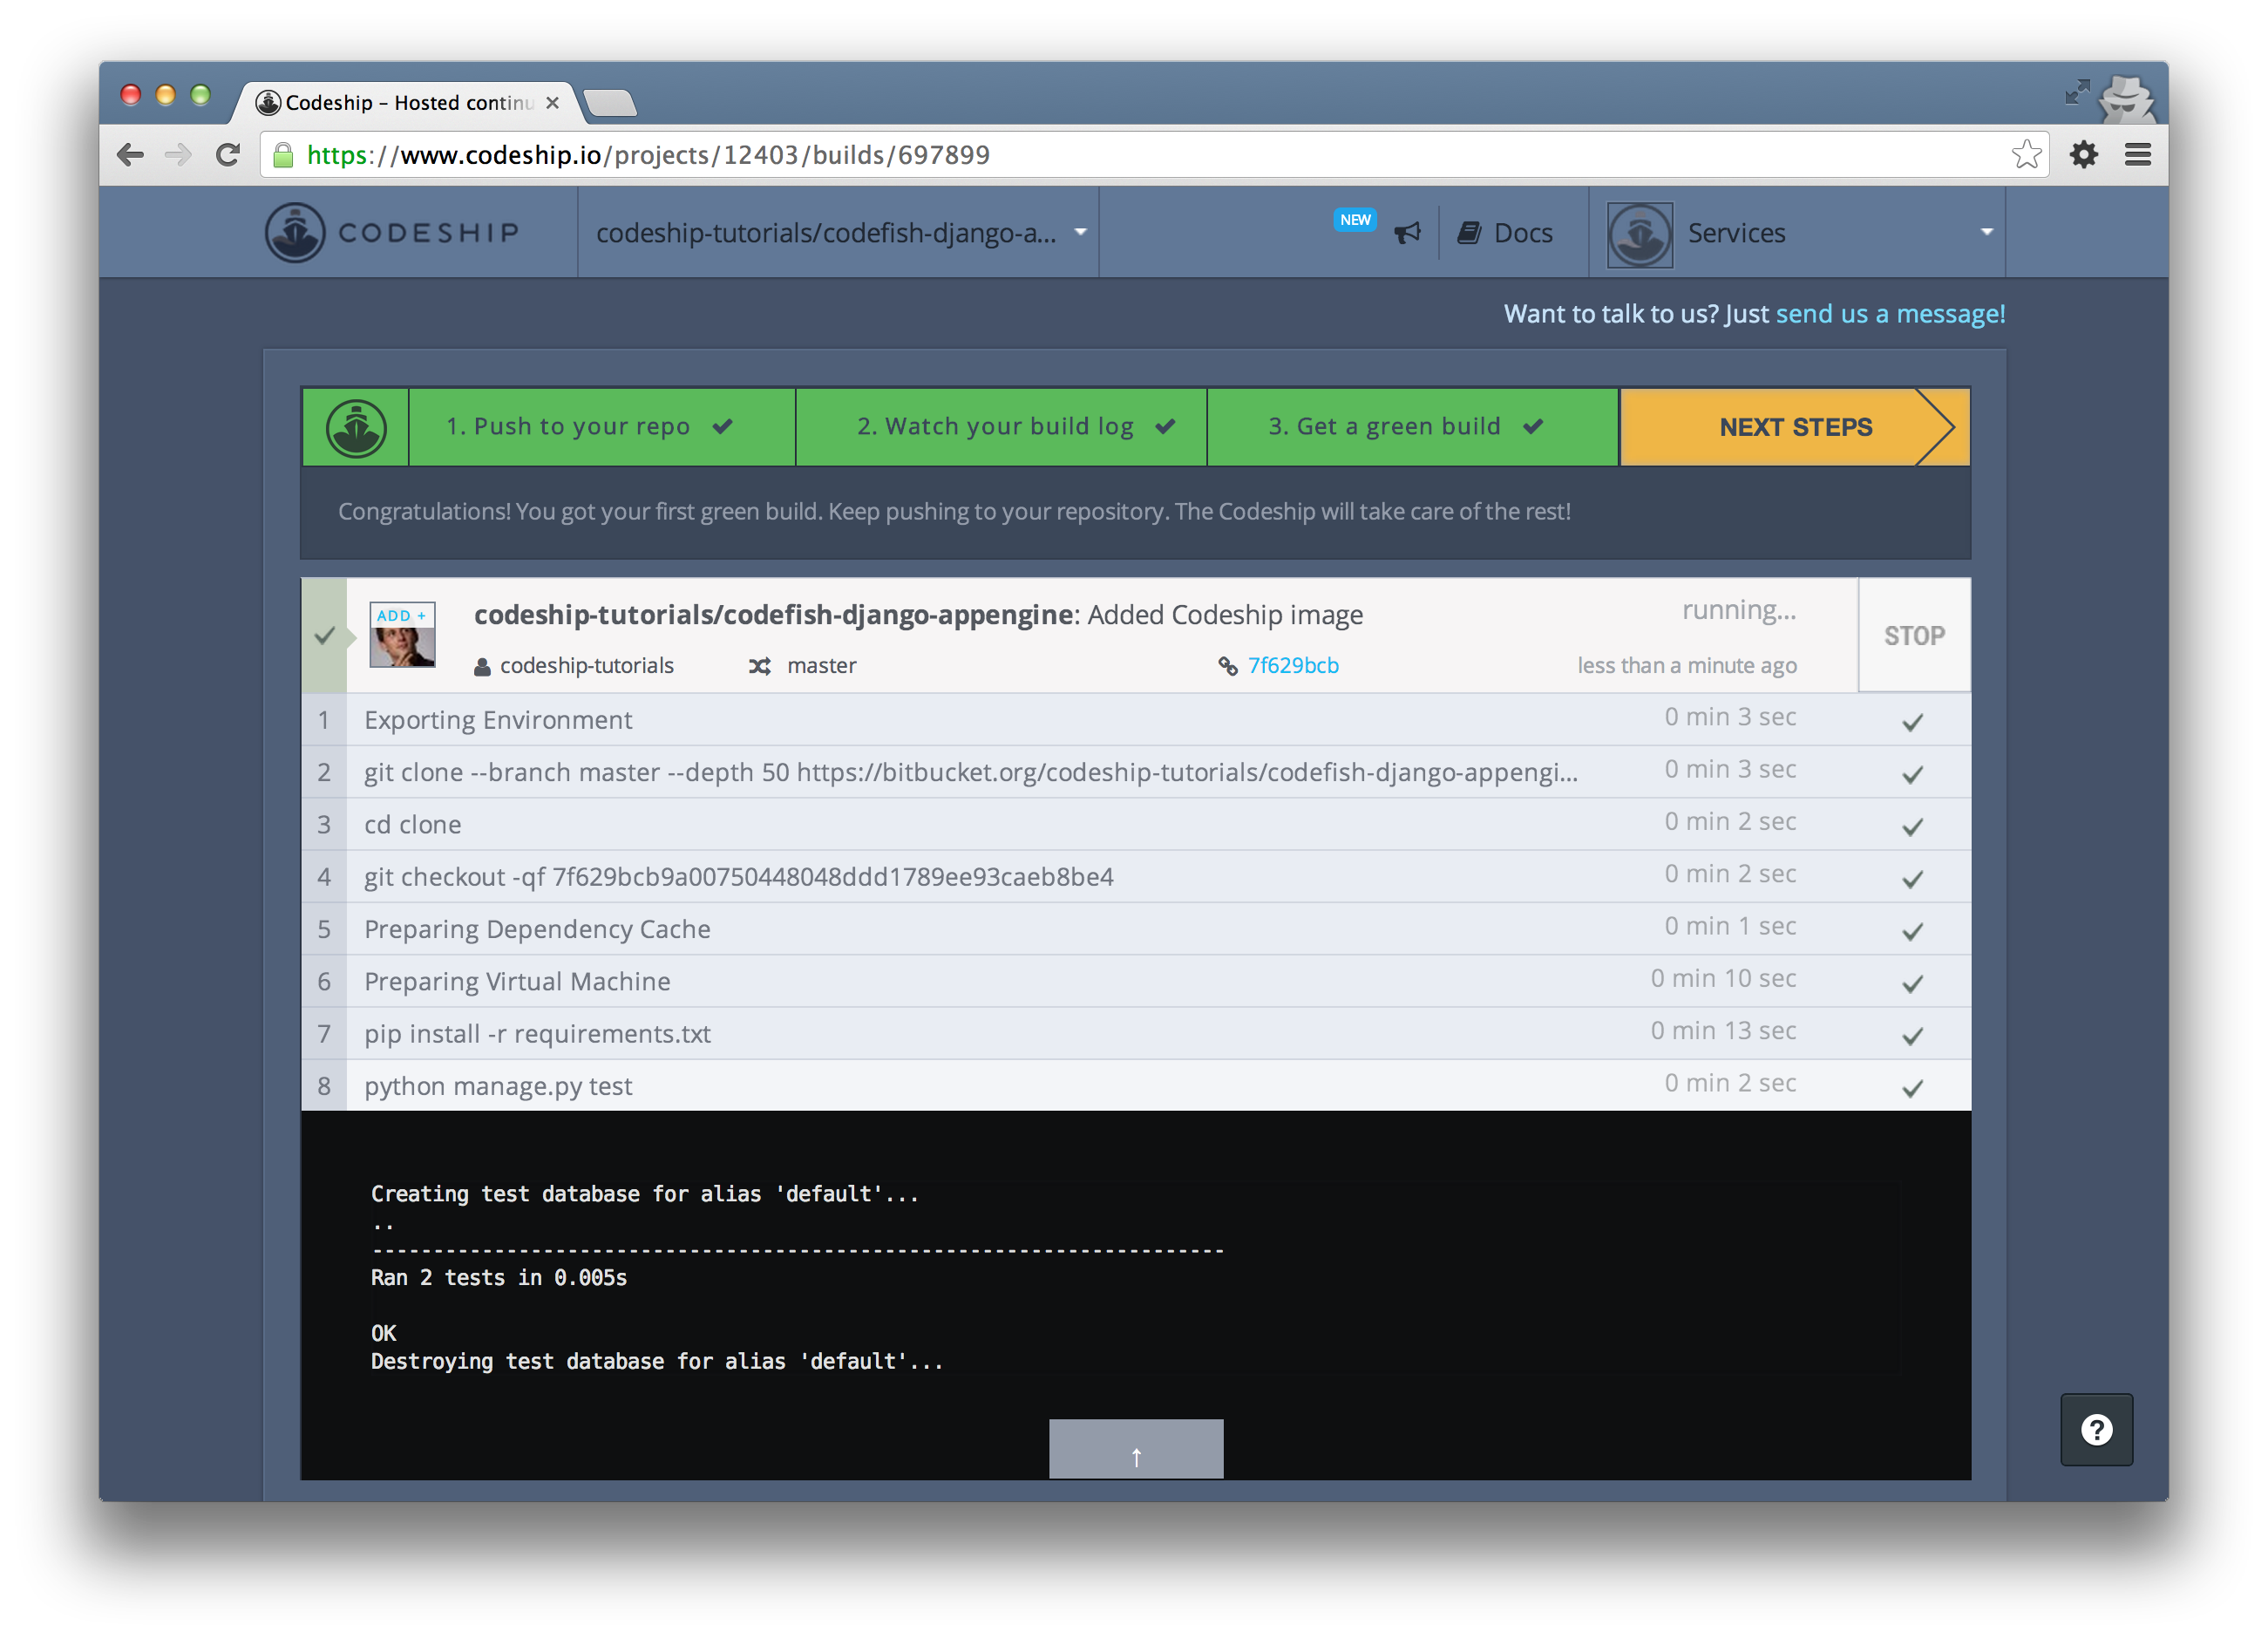 Codeship – Hosted continu
https://www.codeship.io/projects/12403/builds/697899
CODESHIP
codeship-tutorials/codefish-django-a...
NEW
Docs
Services
Want to talk to us? Just send us a message!
1. Push to your repo
2. Watch your build log
3. Get a green build
NEXT STEPS
Congratulations! You got your first green build. Keep pushing to your repository. The Codeship will take care of the rest!
ADD +
codeship-tutorials/codefish-django-appengine: Added Codeship image
running...
STOP
codeship-tutorials
master
7f629bcb
less than a minute ago
1 Exporting Environment 0 min 3 sec
2 git clone --branch master --depth 50 https://bitbucket.org/codeship-tutorials/codefish-django-appengi... 0 min 3 sec
3 cd clone 0 min 2 sec
4 git checkout -qf 7f629bcb9a00750448048ddd1789ee93caeb8be4 0 min 2 sec
5 Preparing Dependency Cache 0 min 1 sec
6 Preparing Virtual Machine 0 min 10 sec
7 pip install -r requirements.txt 0 min 13 sec
8 python manage.py test 0 min 2 sec
Creating test database for alias 'default'...
..
----------------------------------------------------------------------
Ran 2 tests in 0.005s
OK
Destroying test database for alias 'default'...
↑
?